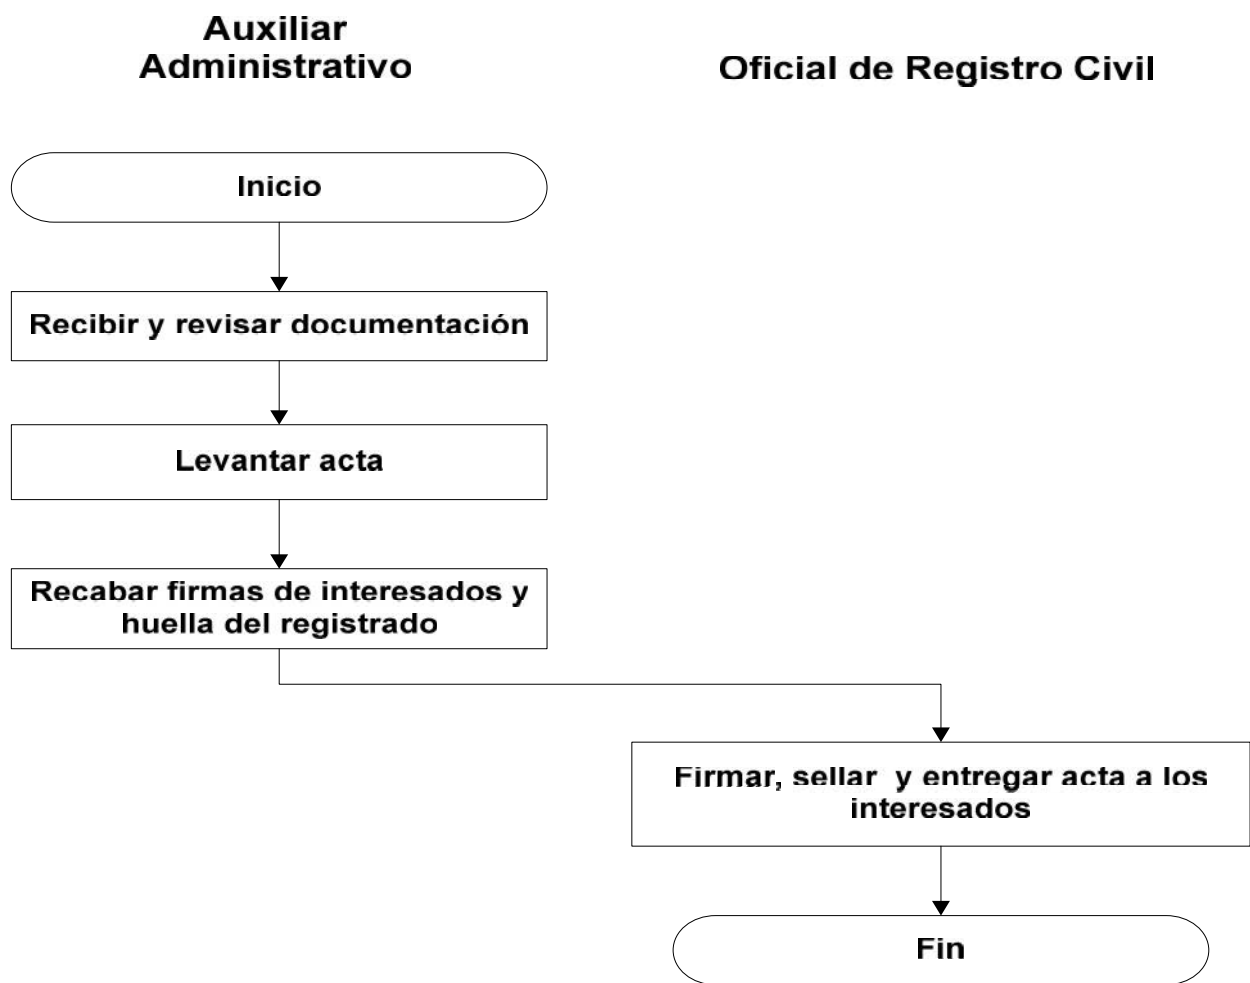 Auxiliar
Administrativo
Oficial de Registro Civil
Inicio
Recibir y revisar documentación
Levantar acta
Recabar firmas de interesados y
huella del registrado
Firmar, sellar  y entregar acta a los
interesados
Fin